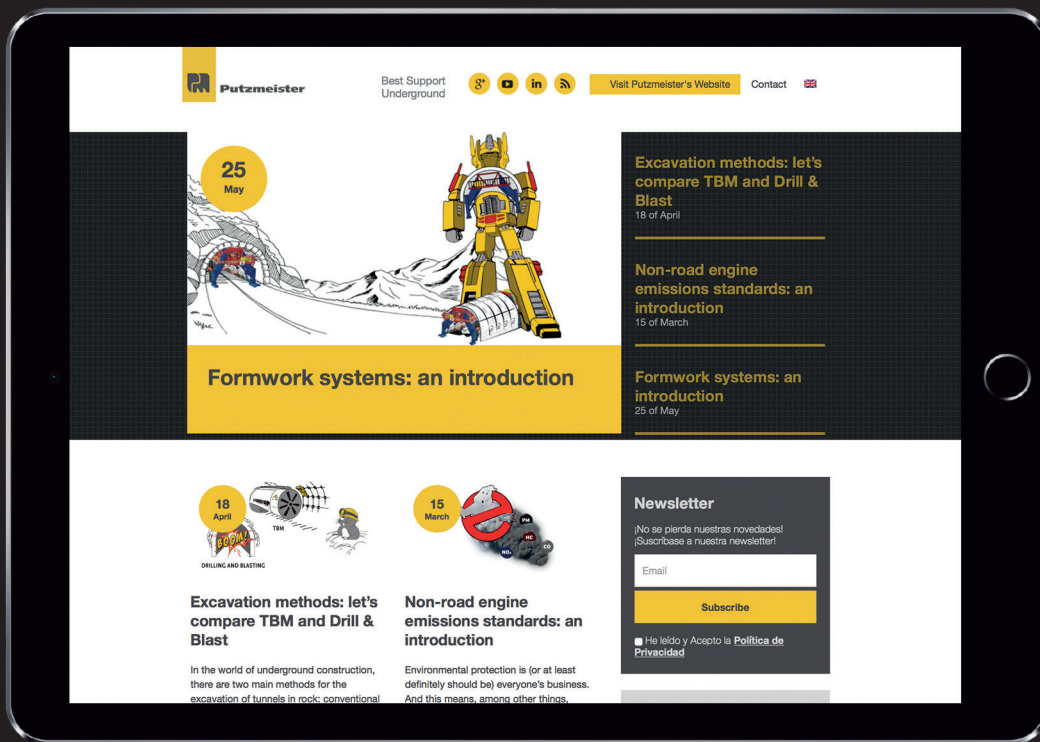 Putzmeister
Best Support
Underground
g+
in
Visit Putzmeister's Website
Contact
25
May
Formwork systems: an introduction
Excavation methods: let's
compare TBM and Drill &
Blast
18 of April
Non-road engine
emissions standards: an
introduction
15 of March
Formwork systems: an
introduction
25 of May
18
April
TBM
BOOM!
DRILLING AND BLASTING
Excavation methods: let's
compare TBM and Drill &
Blast
In the world of underground construction,
there are two main methods for the
excavation of tunnels in rock: conventional
15
March
PM
HC
CO
NOx
Non-road engine
emissions standards: an
introduction
Environmental protection is (or at least
definitely should be) everyone's business.
And this means, among other things,
Newsletter
¡No se pierda nuestras novedades!
¡Suscríbase a nuestra newsletter!
Email
Subscribe
He leído y Acepto la Política de
Privacidad